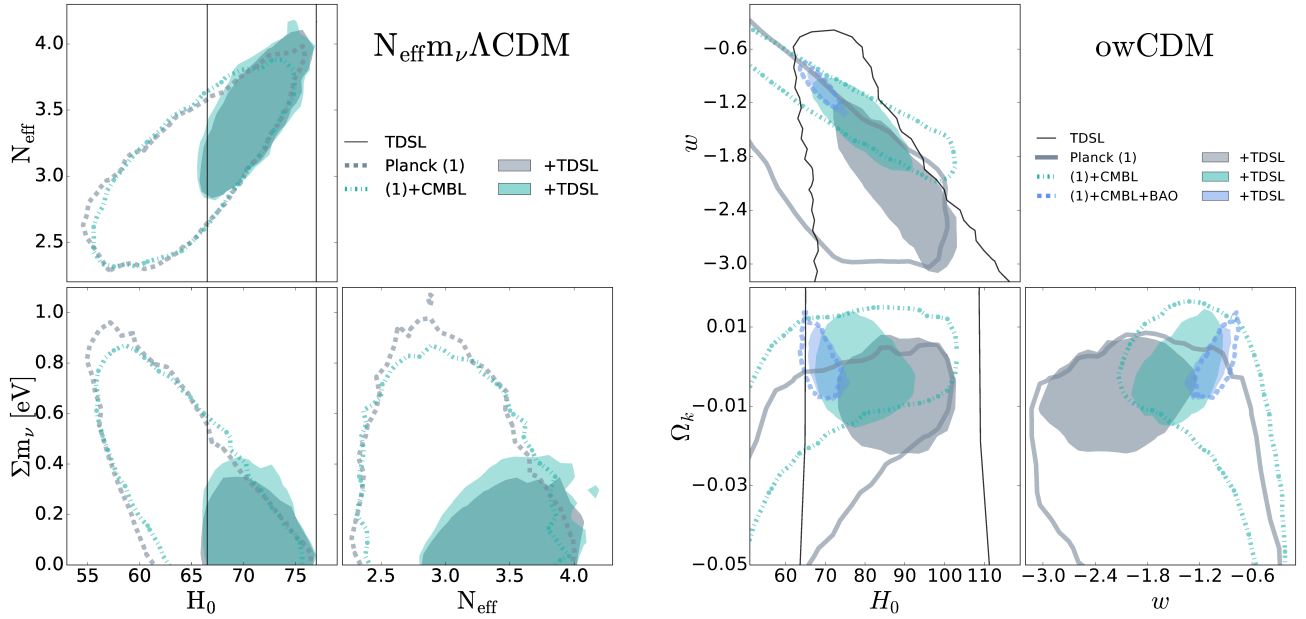 N_eff m_ν ΛCDM
4.0
3.5
3.0
2.5
N_eff
TDSL
Planck (1) +TDSL
(1)+CMBL +TDSL
1.0
0.8
0.6
0.4
0.2
0.0
Σm_ν [eV]
55 60 65 70 75
H_0
2.5 3.0 3.5 4.0
N_eff
owCDM
−0.6
−1.2
−1.8
−2.4
−3.0
w
TDSL
Planck (1) +TDSL
(1)+CMBL +TDSL
(1)+CMBL+BAO +TDSL
0.01
−0.01
−0.03
−0.05
Ω_k
60 70 80 90 100 110
H_0
−3.0 −2.4 −1.8 −1.2 −0.6
w